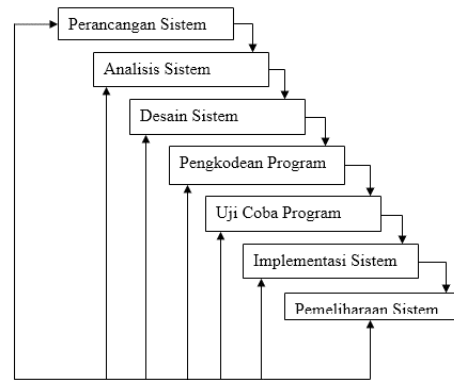 Perancangan Sistem
Analisis Sistem
Desain Sistem
Pengkodean Program
Uji Coba Program
Implementasi Sistem
Pemeliharaan Sistem